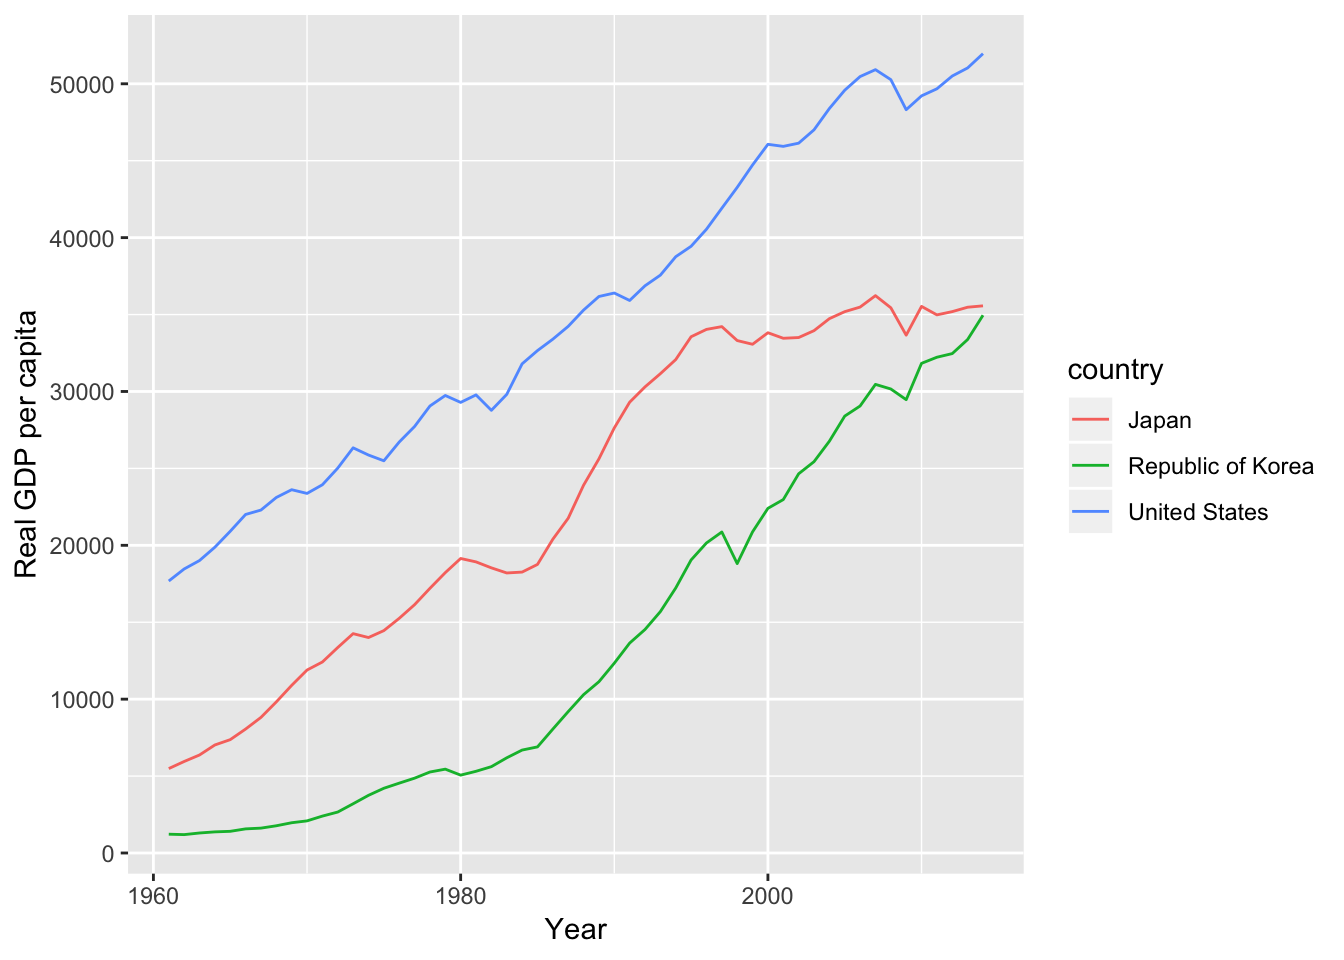 50000
40000
30000
20000
10000
0
Real GDP per capita
1960
1980
2000
Year
country
Japan
Republic of Korea
United States